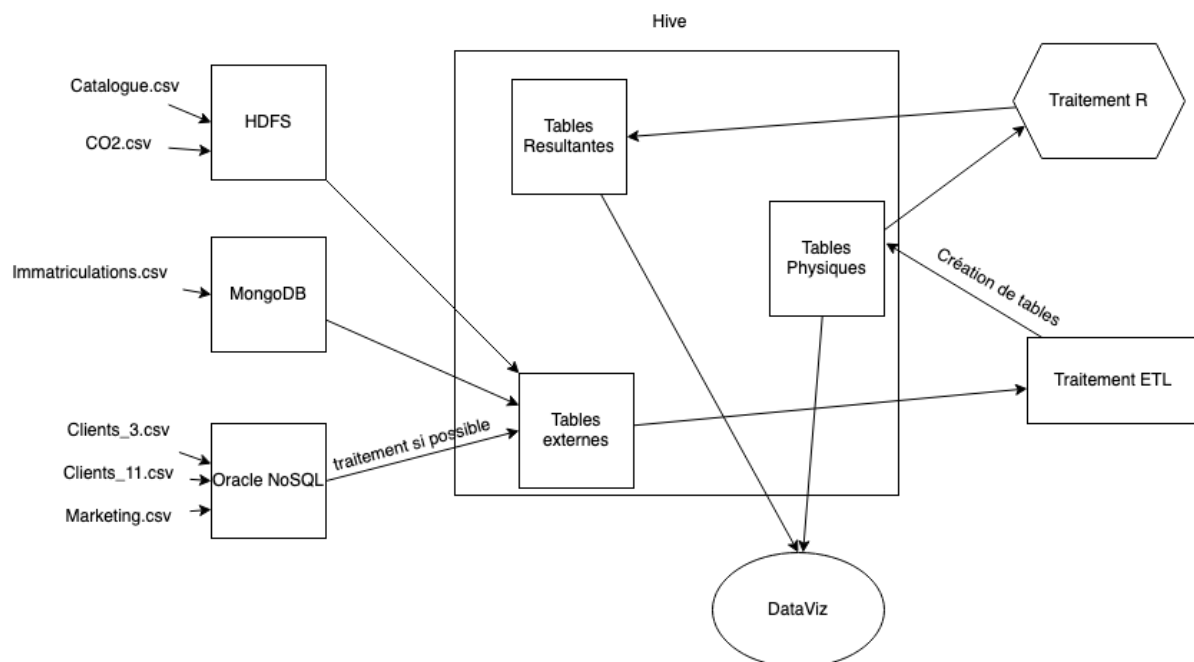 Hive
Catalogue.csv
CO2.csv
HDFS
Tables
Resultantes
Traitement R
Immatriculations.csv
MongoDB
Tables
Physiques
Création de tables
Clients_3.csv
Clients_11.csv
Marketing.csv
Oracle NoSQL
traitement si possible
Tables
externes
Traitement ETL
DataViz